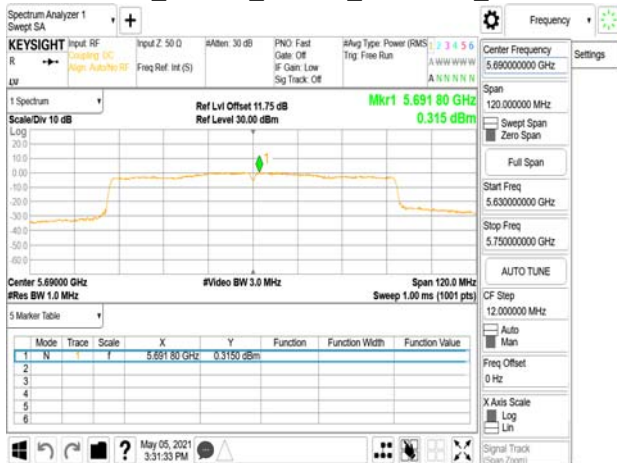 Spectrum Analyzer 1
Swept SA
+
Frequency
KEYSIGHT
R
LV
Input: RF
Coupling: DC
Align: Auto/No RF
Input Z: 50 Ω
Freq Ref: Int (S)
#Atten: 30 dB
PNO: Fast
Gate: Off
IF Gain: Low
Sig Track: Off
#Avg Type: Power (RMS)
Trig: Free Run
1 2 3 4 5 6
A W W W W W
A N N N N N
Center Frequency
5.690000000 GHz
Settings
Span
120.000000 MHz
Swept Span
Zero Span
Full Span
Start Freq
5.630000000 GHz
Stop Freq
5.750000000 GHz
AUTO TUNE
CF Step
12.000000 MHz
Auto
Man
Freq Offset
0 Hz
X Axis Scale
Log
Lin
Signal Track
(Span Zoom)
1 Spectrum
Scale/Div 10 dB
Ref Lvl Offset 11.75 dB
Ref Level 30.00 dBm
Mkr1 5.691 80 GHz
0.315 dBm
Log
20.0
10.0
0.00
-10.0
-20.0
-30.0
-40.0
-50.0
-60.0
1
Center 5.69000 GHz
#Res BW 1.0 MHz
#Video BW 3.0 MHz
Span 120.0 MHz
Sweep 1.00 ms (1001 pts)
5 Marker Table
Mode Trace Scale X Y Function Function Width Function Value
1 N 1 f 5.691 80 GHz 0.3150 dBm
2
3
4
5
6
?
May 05, 2021
3:31:33 PM